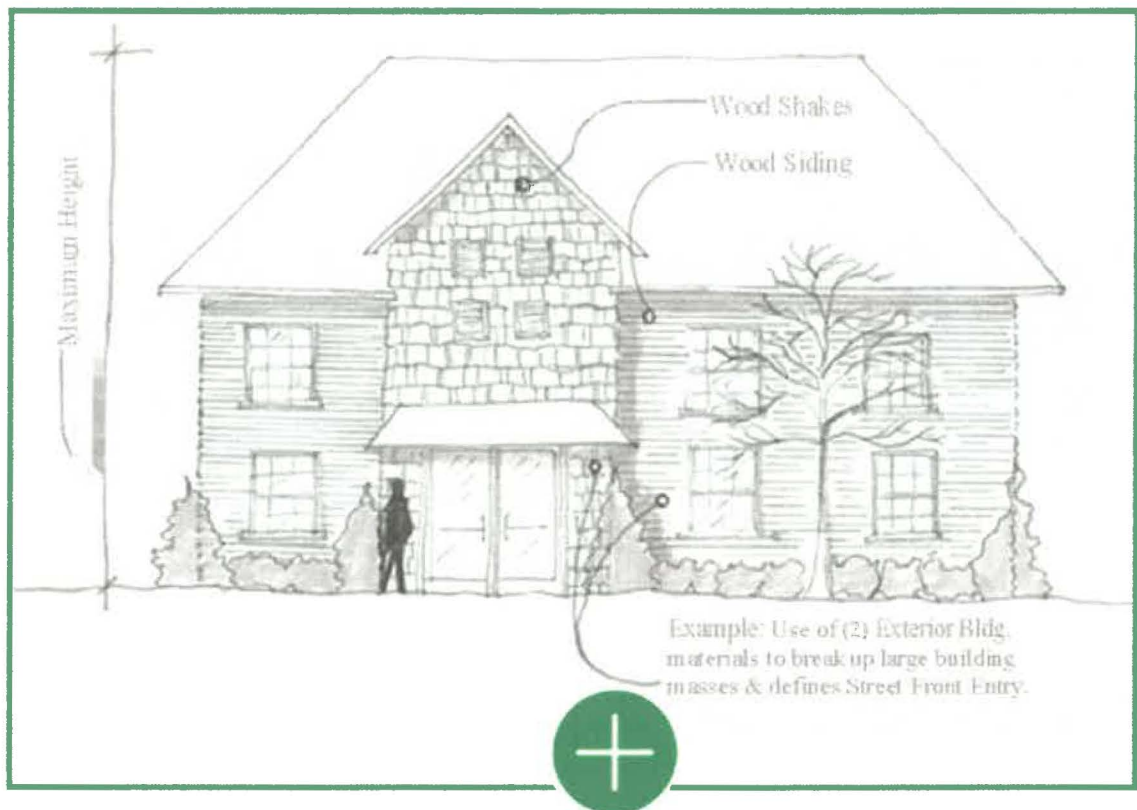 Wood Shakes
Wood Siding
Maximum Height
Example: Use of (2) Exterior Bldg.
materials to break up large building
masses & defines Street Front Entry.